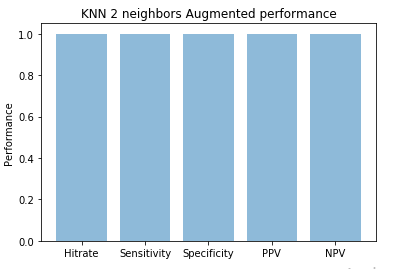 KNN 2 neighbors Augmented performance
1.0
0.8
0.6
0.4
0.2
0.0
Performance
Hitrate Sensitivity Specificity PPV NPV